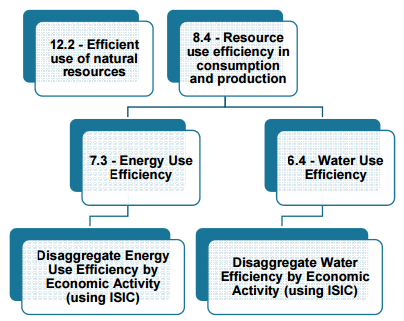 12.2 - Efficient
use of natural
resources
8.4 - Resource
use efficiency in
consumption
and production
7.3 - Energy Use
Efficiency
6.4 - Water Use
Efficiency
Disaggregate Energy
Use Efficiency by
Economic Activity
(using ISIC)
Disaggregate Water
Efficiency by Economic
Activity (using ISIC)